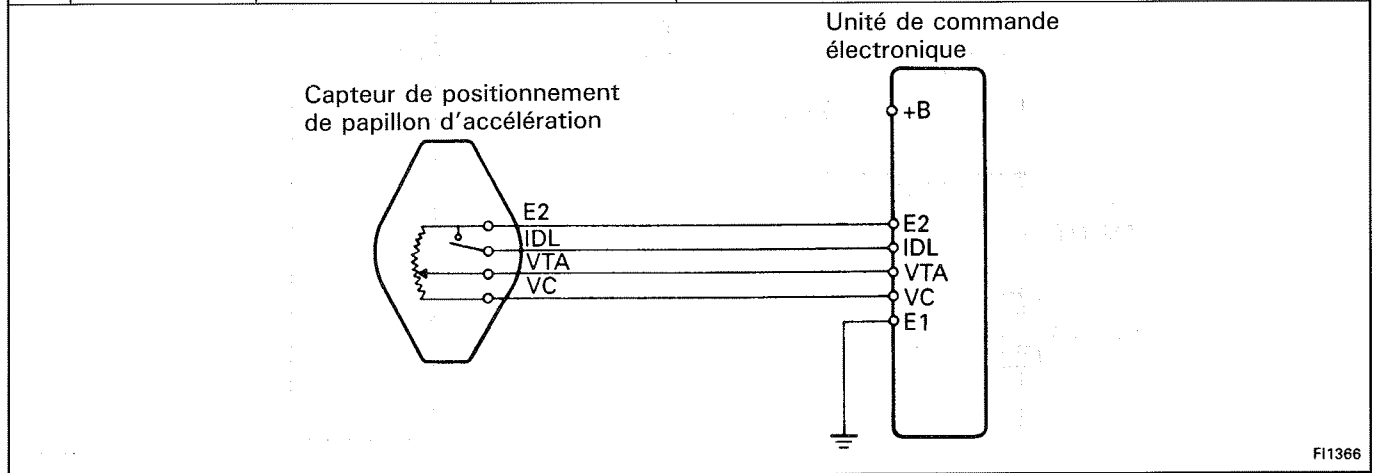 Unité de commande
électronique
Capteur de positionnement
de papillon d'accélération
+B
E2
IDL
VTA
VC
E2
IDL
VTA
VC
E1
FI1366